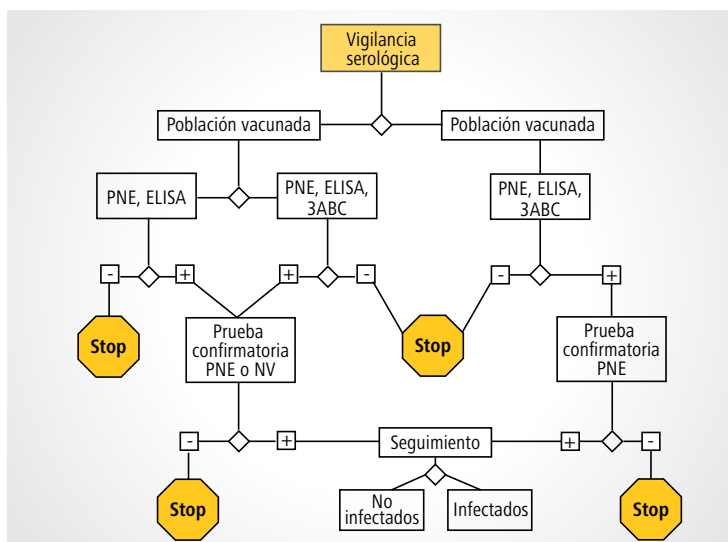 Vigilancia
serológica
Población vacunada
Población vacunada
PNE, ELISA
PNE, ELISA,
3ABC
PNE, ELISA,
3ABC
-
+
+
-
-
+
Stop
Prueba
confirmatoria
PNE o NV
Stop
Prueba
confirmatoria
PNE
-
+
Seguimiento
+
-
Stop
No
infectados
Infectados
Stop